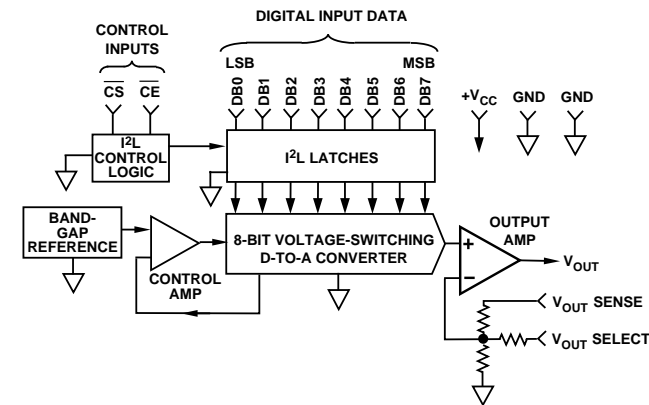 DIGITAL INPUT DATA
CONTROL
INPUTS
LSB
MSB
CS
CE
DB0
DB1
DB2
DB3
DB4
DB5
DB6
DB7
+VCC
GND
GND
I2L
CONTROL
LOGIC
I2L LATCHES
BAND-
GAP
REFERENCE
CONTROL
AMP
8-BIT VOLTAGE-SWITCHING
D-TO-A CONVERTER
OUTPUT
AMP
+
–
VOUT
VOUT SENSE
VOUT SELECT